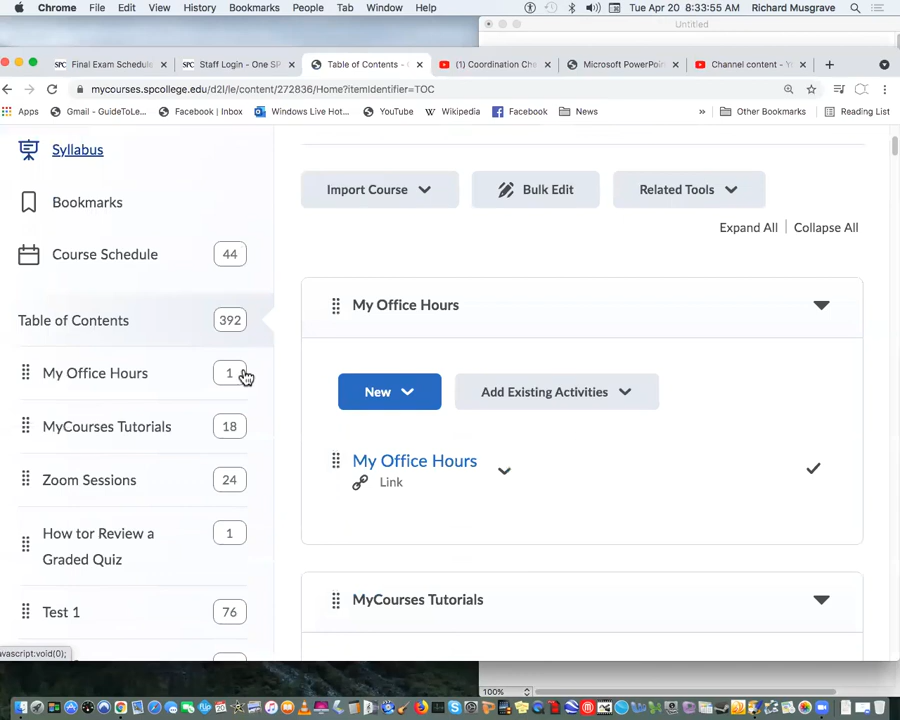 Chrome File Edit View History Bookmarks People Tab Window Help Tue Apr 20 8:33:55 AM Richard Musgrave
Untitled
Final Exam Schedule × Staff Login - One SP × Table of Contents - × (1) Coordination Che × Microsoft PowerPoin × Channel content - Y × +
mycourses.spcollege.edu/d2l/le/content/272836/Home?itemIdentifier=TOC
Apps Gmail - GuideToLe... Facebook | Inbox Windows Live Hot... YouTube Wikipedia Facebook News » Other Bookmarks Reading List
Syllabus
Bookmarks
Course Schedule 44
Table of Contents 392
My Office Hours 1
MyCourses Tutorials 18
Zoom Sessions 24
How tor Review a
Graded Quiz 1
Test 1 76
Import Course Bulk Edit Related Tools
Expand All | Collapse All
My Office Hours
New Add Existing Activities
My Office Hours
Link
MyCourses Tutorials
avascript:void(0);
100%